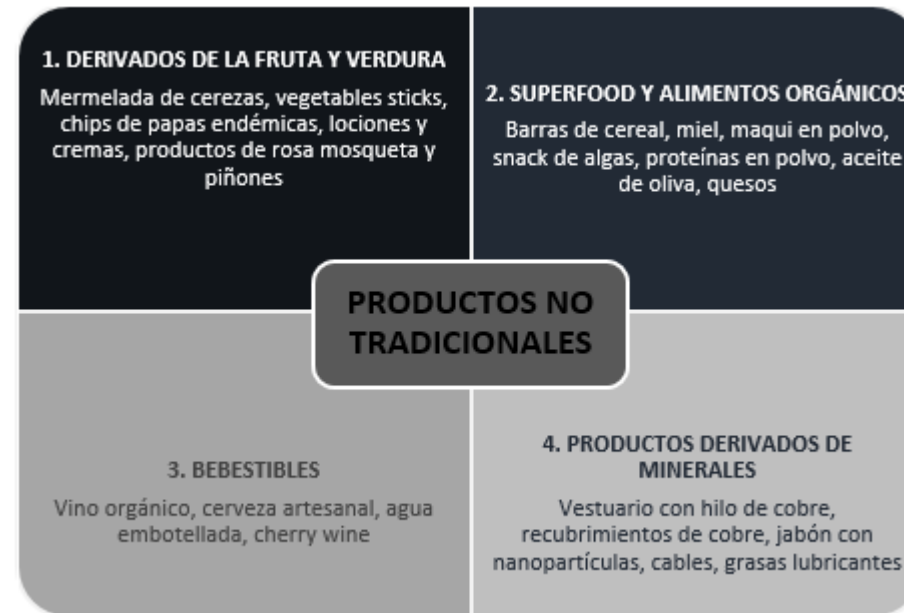 1. DERIVADOS DE LA FRUTA Y VERDURA
Mermelada de cerezas, vegetables sticks,
chips de papas endémicas, lociones y
cremas, productos de rosa mosqueta y
piñones
2. SUPERFOOD Y ALIMENTOS ORGÁNICOS
Barras de cereal, miel, maqui en polvo,
snack de algas, proteínas en polvo, aceite
de oliva, quesos
PRODUCTOS NO
TRADICIONALES
3. BEBESTIBLES
Vino orgánico, cerveza artesanal, agua
embotellada, cherry wine
4. PRODUCTOS DERIVADOS DE
MINERALES
Vestuario con hilo de cobre,
recubrimientos de cobre, jabón con
nanopartículas, cables, grasas lubricantes